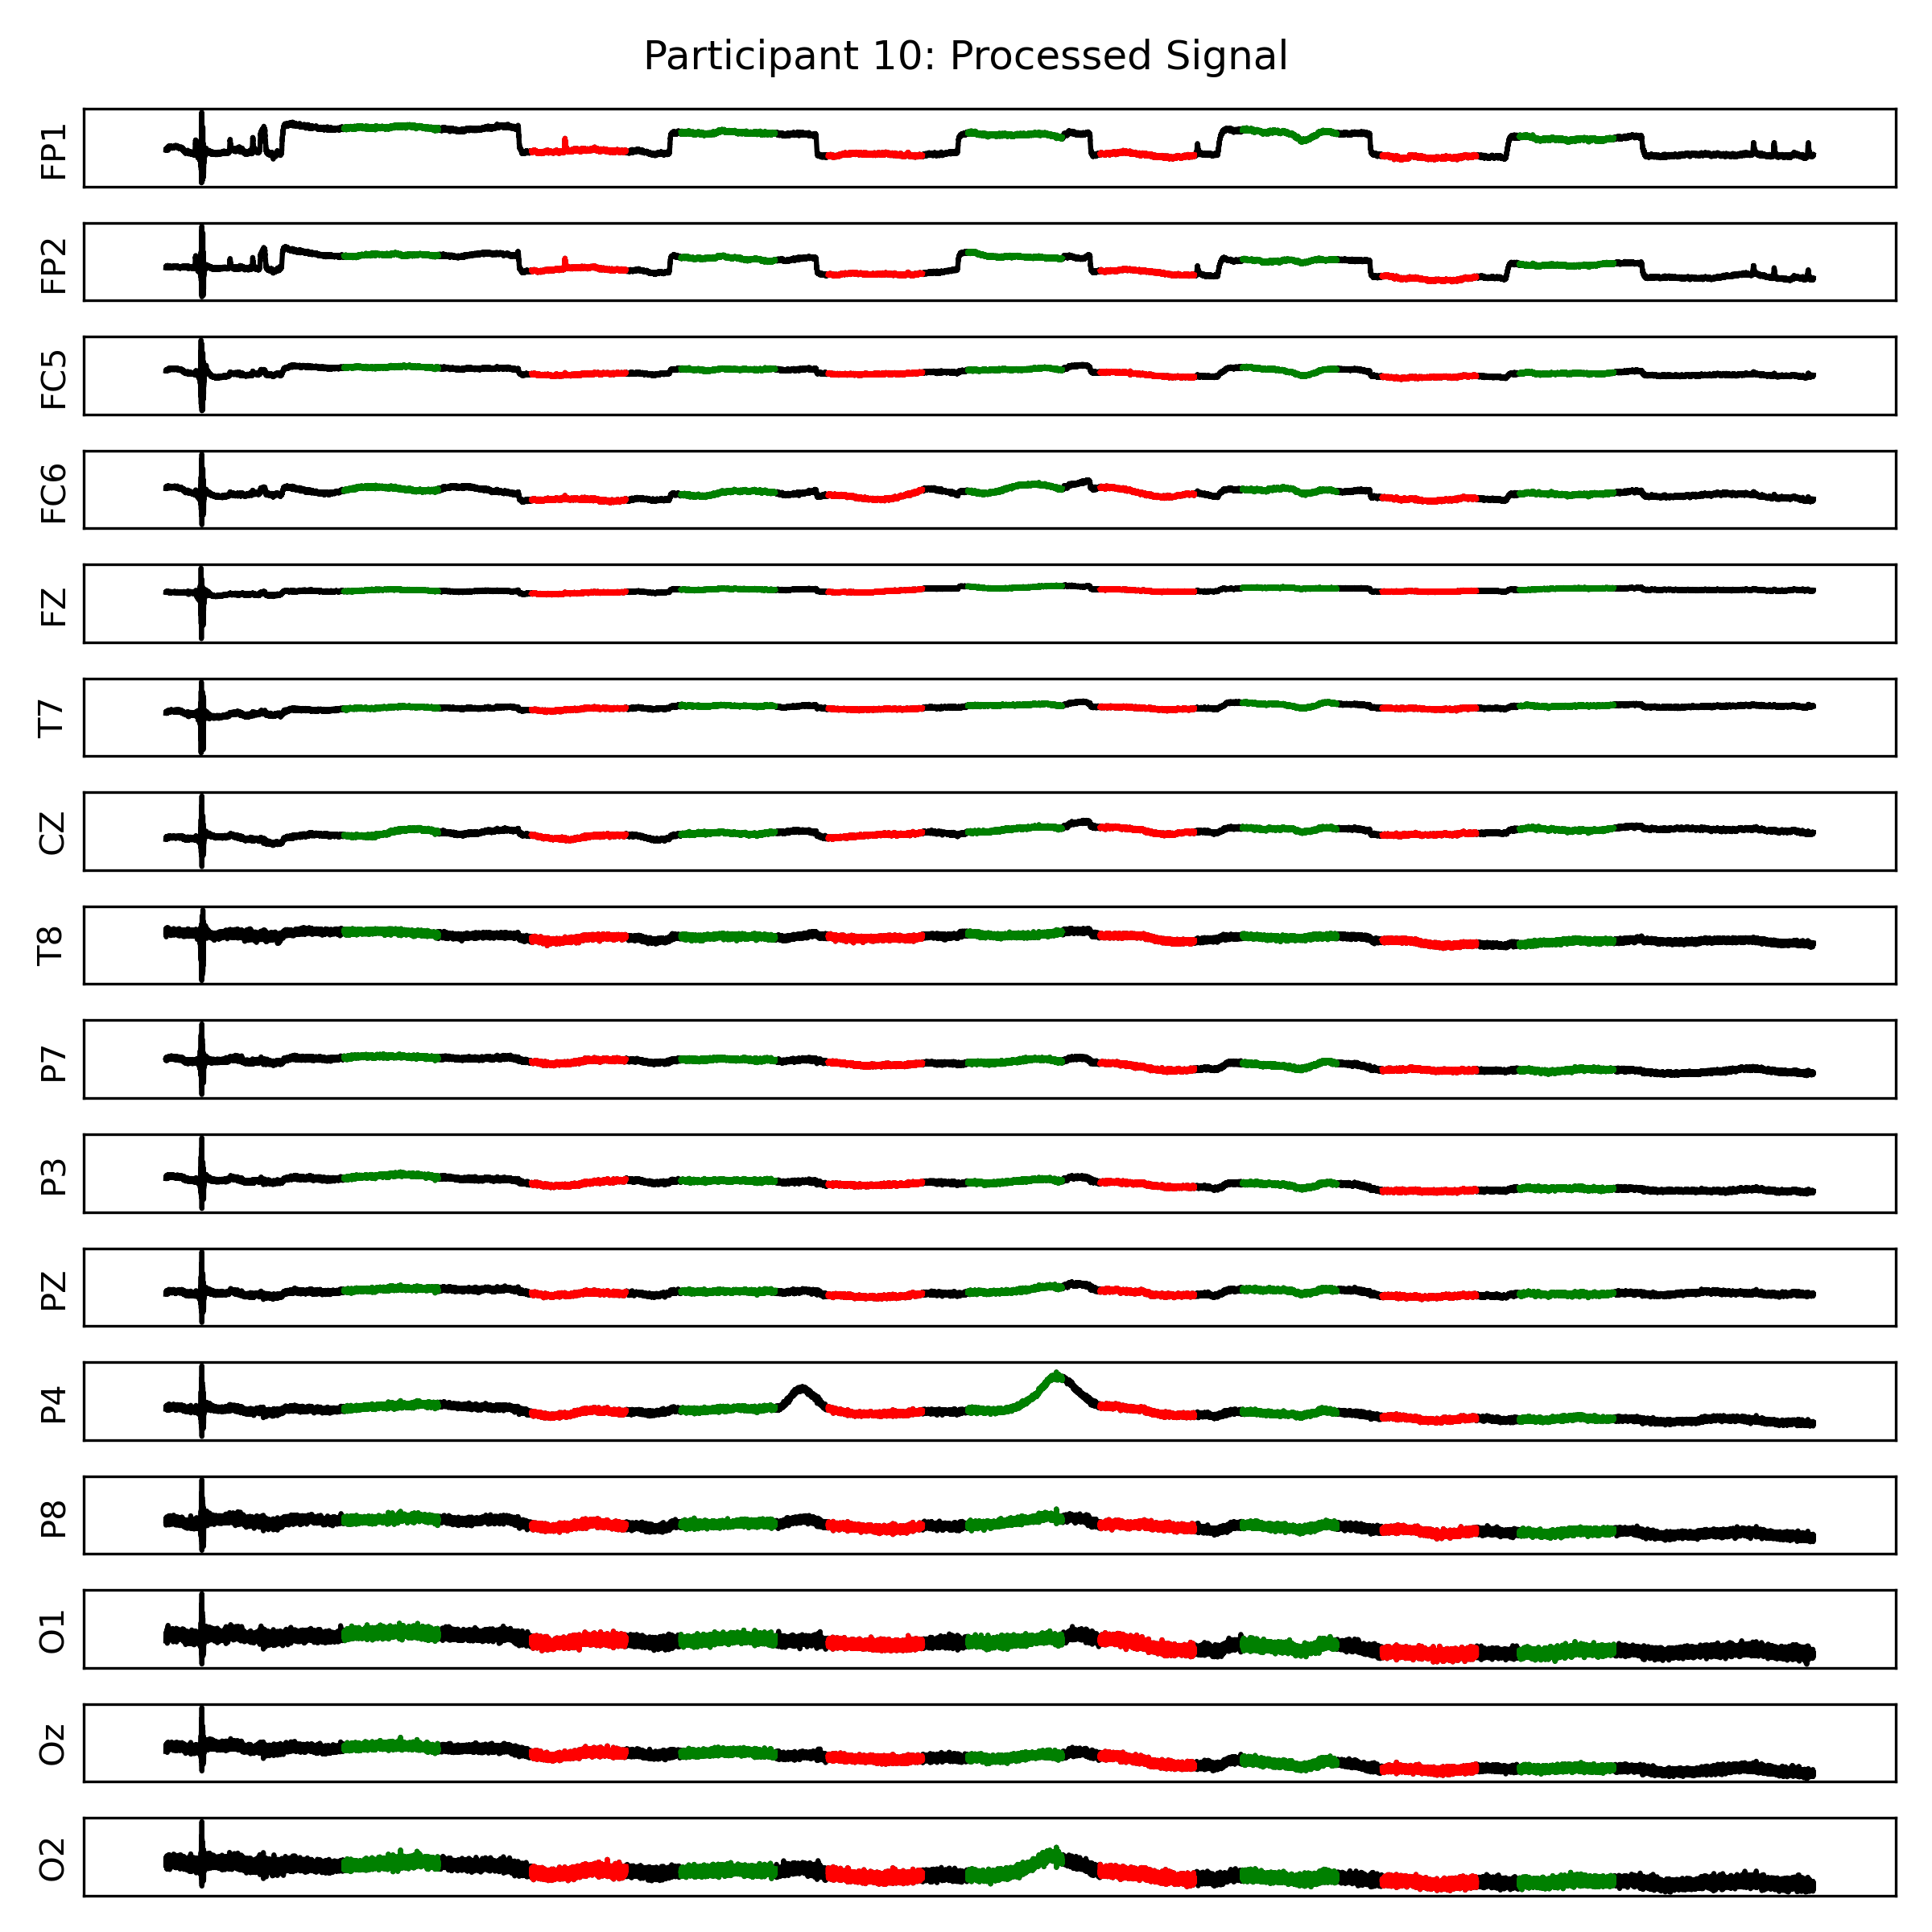 Participant 10: Processed Signal
FP1
FP2
FC5
FC6
FZ
T7
CZ
T8
P7
P3
PZ
P4
P8
O1
Oz
O2